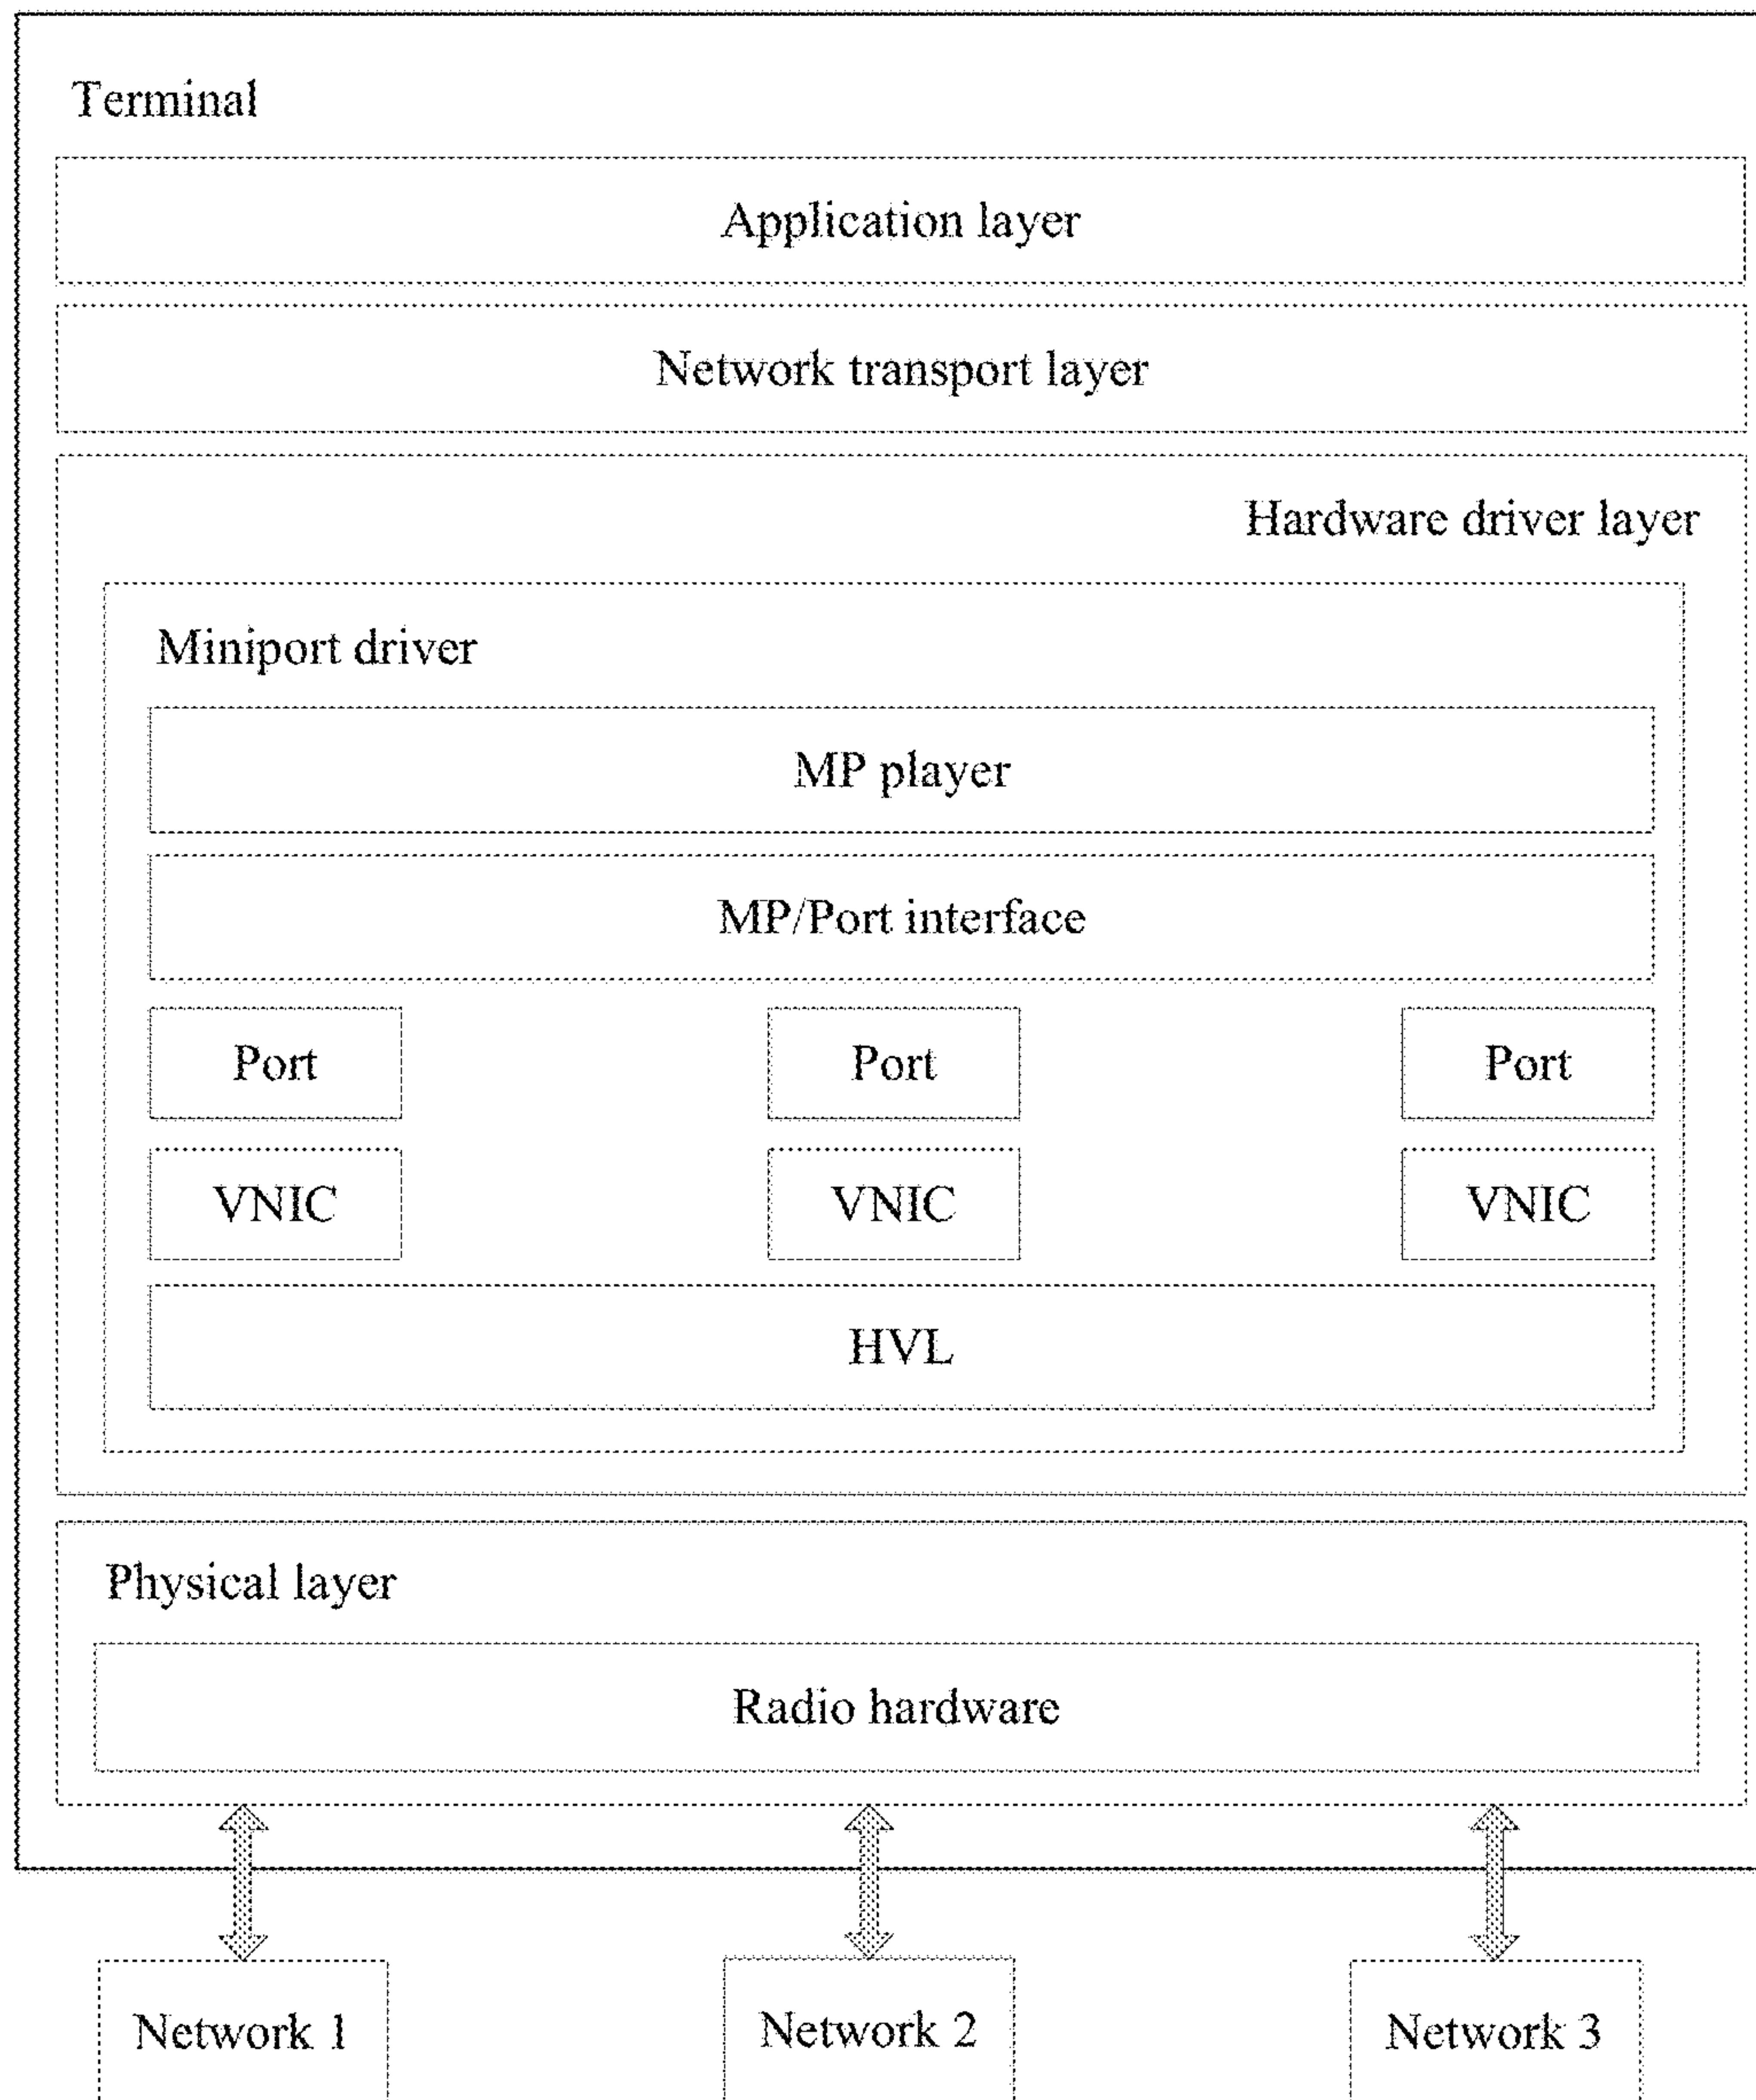 Terminal
Application layer
Network transport layer
Hardware driver layer
Miniport driver
MP player
MP/Port interface
Port Port Port
VNIC VNIC VNIC
HVL
Physical layer
Radio hardware
Network 1 Network 2 Network 3